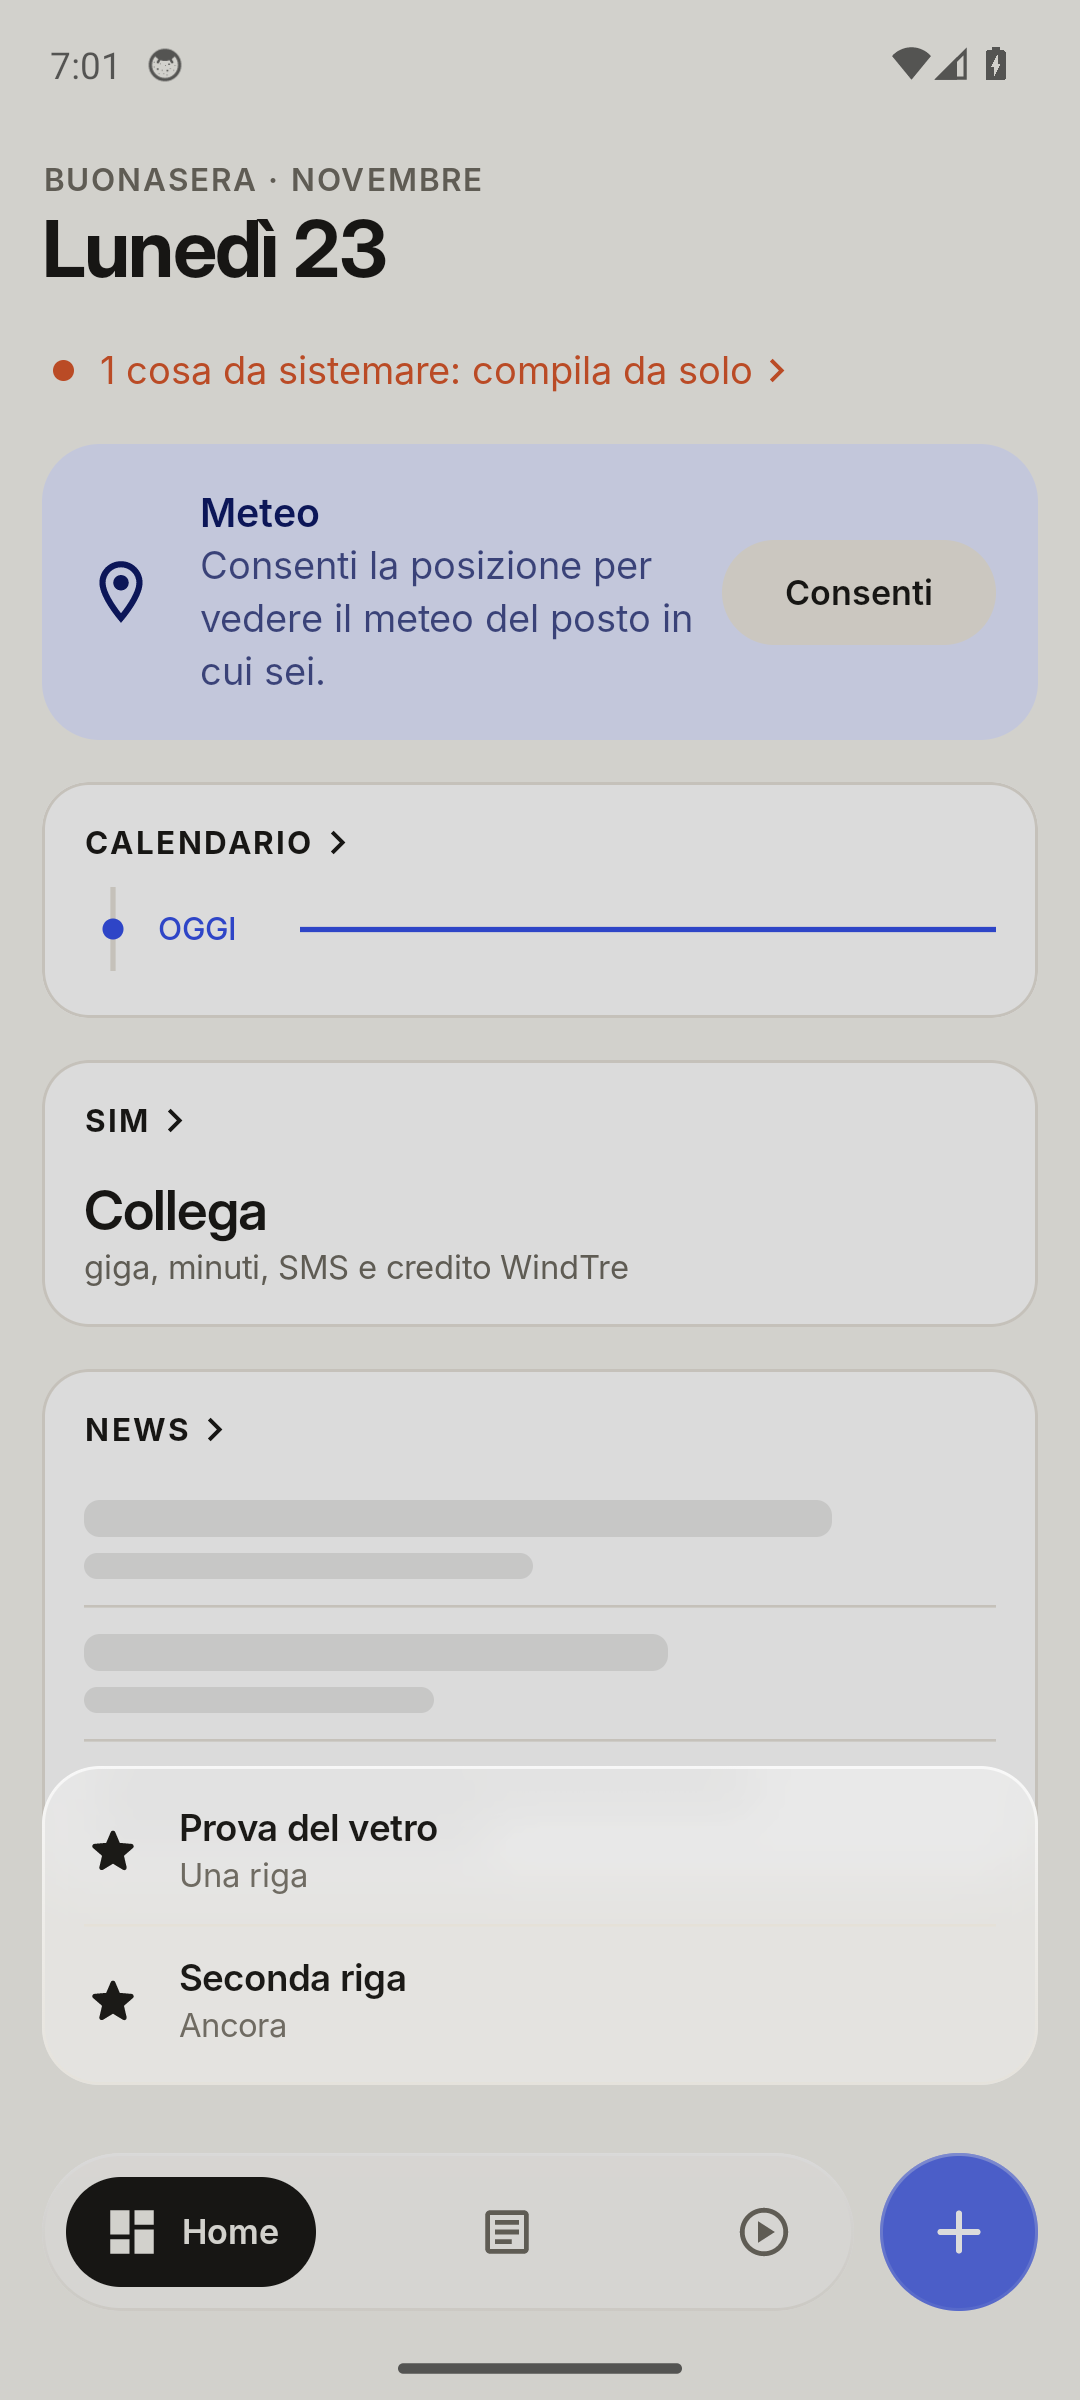 7:01
BUONASERA · NOVEMBRE
Lunedì 23
1 cosa da sistemare: compila da solo
Meteo
Consenti la posizione per
vedere il meteo del posto in
cui sei.
Consenti
CALENDARIO
OGGI
SIM
Collega
giga, minuti, SMS e credito WindTre
NEWS
Prova del vetro
Una riga
Seconda riga
Ancora
Home